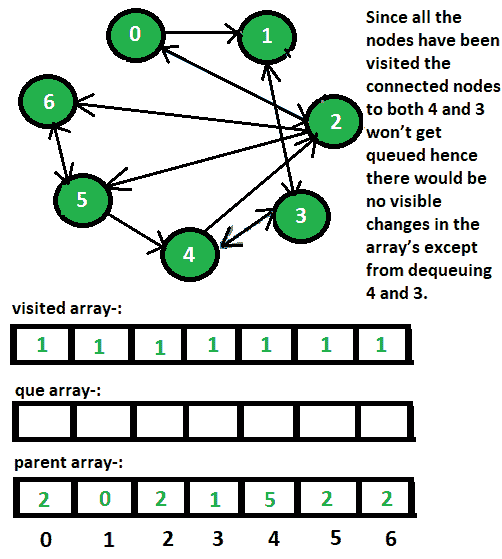 0
1
Since all the
nodes have been
visited the
connected nodes
to both 4 and 3
won't get
queued hence
there would be
no visible
changes in the
array's except
from dequeuing
4 and 3.
6
2
5
3
4
visited array-:
1 1 1 1 1 1 1
que array-:
parent array-:
2 0 2 1 5 2 2
0 1 2 3 4 5 6